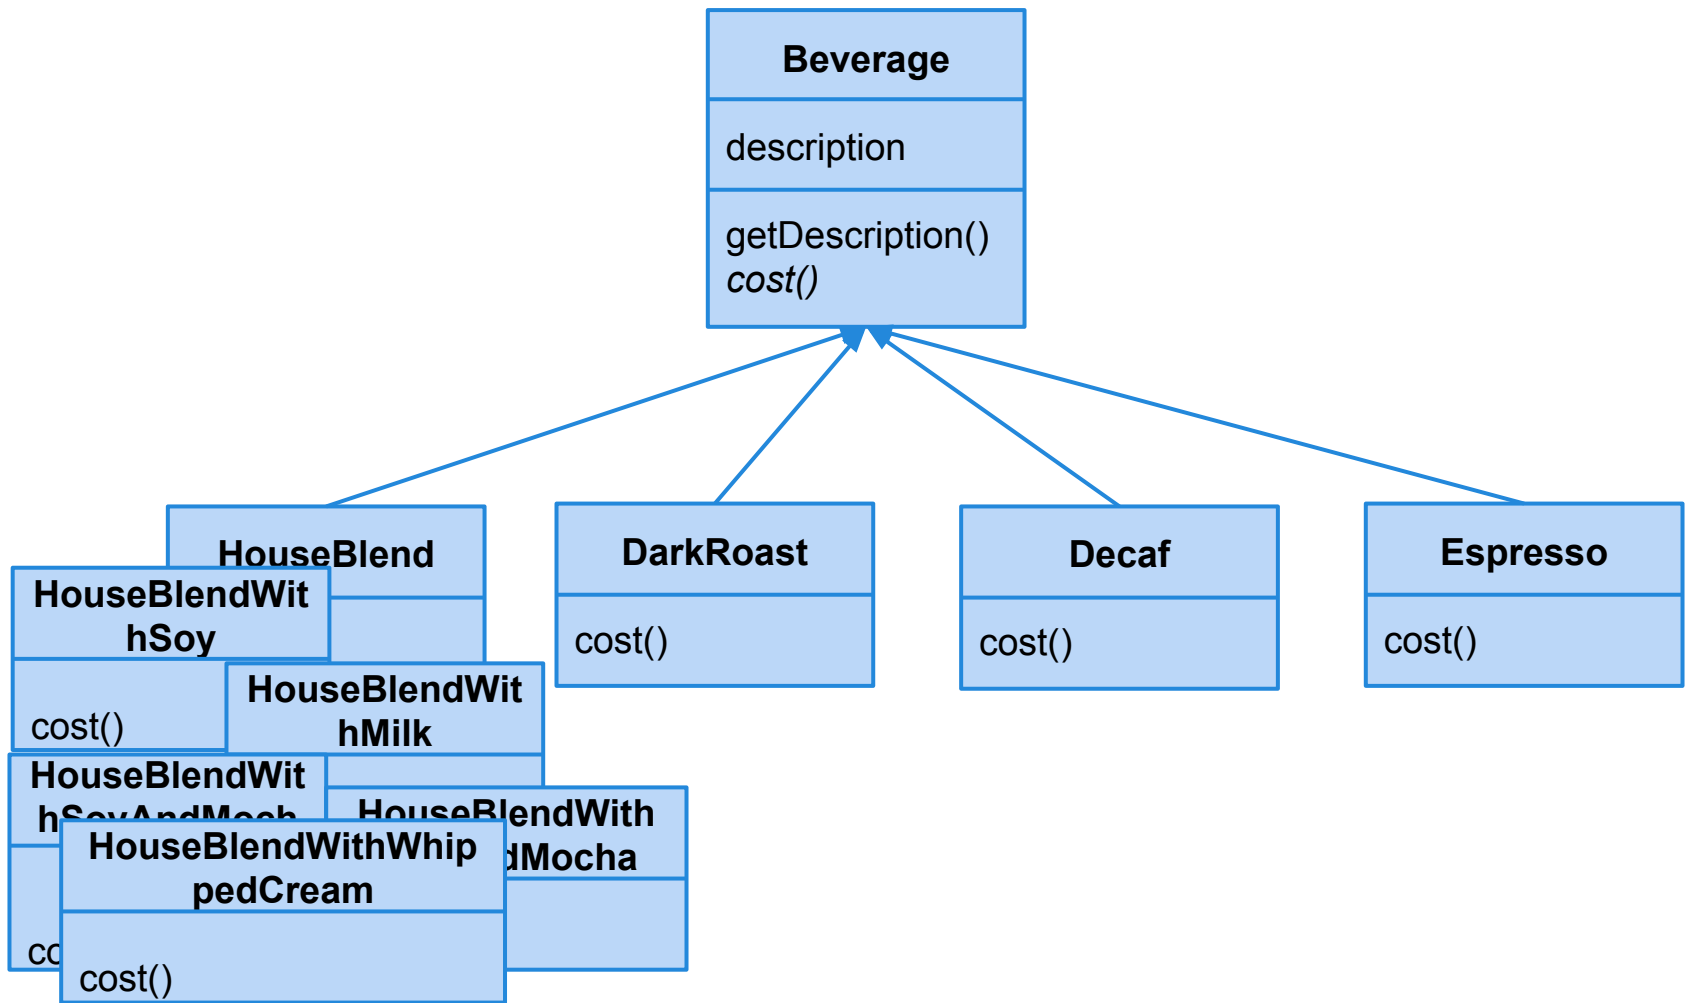 Beverage
description
getDescription()
cost()
HouseBlend
DarkRoast
cost()
Decaf
cost()
Espresso
cost()
HouseBlendWit
hSoy
cost()
HouseBlendWit
hMilk
HouseBlendWit
hSoyAndMoch
HouseBlendWith
dMocha
HouseBlendWithWhip
pedCream
cost()